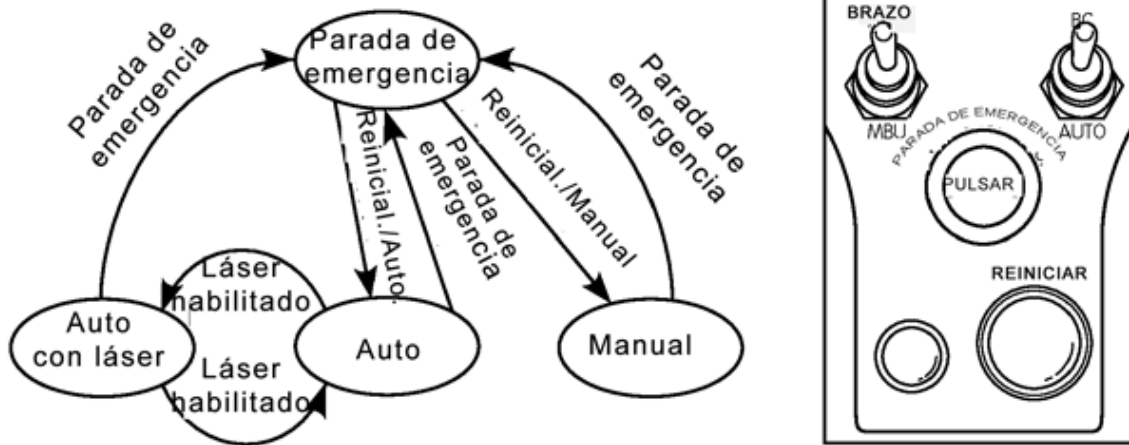 Parada de
emergencia
Parada de
emergencia
Reinicial./Auto.
Parada de
emergencia
Reinicial./Manual
Parada de
emergencia
Láser
habilitado
Auto
con láser
Auto
Manual
Láser
habilitado
BRAZO
BC
MBU
AUTO
PARADA DE EMERGENCIA
PULSAR
REINICIAR